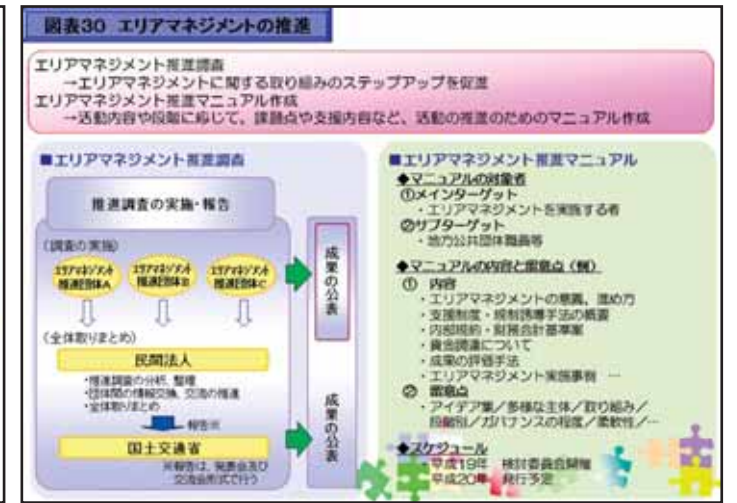 図表30 エリアマネジメントの推進
エリアマネジメント推進調査
→エリアマネジメントに関する取り組みのステップアップを促進
エリアマネジメント推進マニュアル作成
→活動内容や段階に応じて、課題点や支援内容など、活動の推進のためのマニュアル作成
■エリアマネジメント推進調査
推進調査の実施・報告
(調査の実施)
エリアマネジメント
推進団体A
エリアマネジメント
推進団体B
エリアマネジメント
推進団体C
(全体取りまとめ)
民間法人
・推進調査の分析、整理
・団体間の情報交換、交流の推進
・全体取りまとめ
報告※
国土交通省
※報告は、発表会及び
交流会形式で行う
成果の公表
成果の公表
■エリアマネジメント推進マニュアル
◆マニュアルの対象者
①メインターゲット
・エリアマネジメントを実施する者
②サブターゲット
・地方公共団体職員等
◆マニュアルの内容と留意点(例)
① 内容
・エリアマネジメントの意義、進め方
・支援制度・規制誘導手法の概要
・内部規約・財務会計基準案
・資金調達について
・成果の評価手法
・エリアマネジメント実施事例 …
② 留意点
・アイデア集/多様な主体/取り組み/
段階別/ガバナンスの程度/柔軟性/…
◆スケジュール
・平成19年 検討委員会開催
・平成20年 発行予定